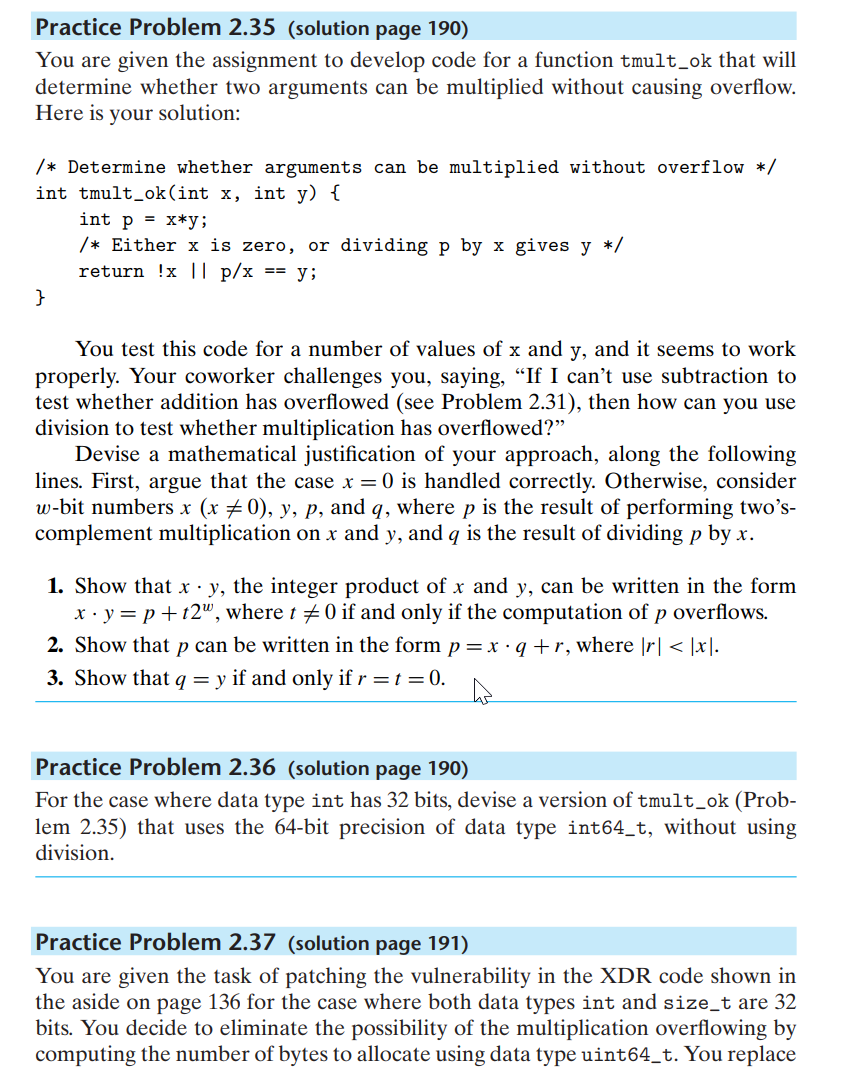 Practice Problem 2.35 (solution page 190)
You are given the assignment to develop code for a function tmult_ok that will
determine whether two arguments can be multiplied without causing overflow.
Here is your solution:
/* Determine whether arguments can be multiplied without overflow */
int tmult_ok(int x, int y) {
    int p = x*y;
    /* Either x is zero, or dividing p by x gives y */
    return !x || p/x == y;
}
You test this code for a number of values of x and y, and it seems to work
properly. Your coworker challenges you, saying, “If I can’t use subtraction to
test whether addition has overflowed (see Problem 2.31), then how can you use
division to test whether multiplication has overflowed?”
Devise a mathematical justification of your approach, along the following
lines. First, argue that the case x = 0 is handled correctly. Otherwise, consider
w-bit numbers x (x ≠ 0), y, p, and q, where p is the result of performing two’s-
complement multiplication on x and y, and q is the result of dividing p by x.
1. Show that x · y, the integer product of x and y, can be written in the form
x · y = p + t2ʷ, where t ≠ 0 if and only if the computation of p overflows.
2. Show that p can be written in the form p = x · q + r, where |r| < |x|.
3. Show that q = y if and only if r = t = 0.
Practice Problem 2.36 (solution page 190)
For the case where data type int has 32 bits, devise a version of tmult_ok (Prob-
lem 2.35) that uses the 64-bit precision of data type int64_t, without using
division.
Practice Problem 2.37 (solution page 191)
You are given the task of patching the vulnerability in the XDR code shown in
the aside on page 136 for the case where both data types int and size_t are 32
bits. You decide to eliminate the possibility of the multiplication overflowing by
computing the number of bytes to allocate using data type uint64_t. You replace